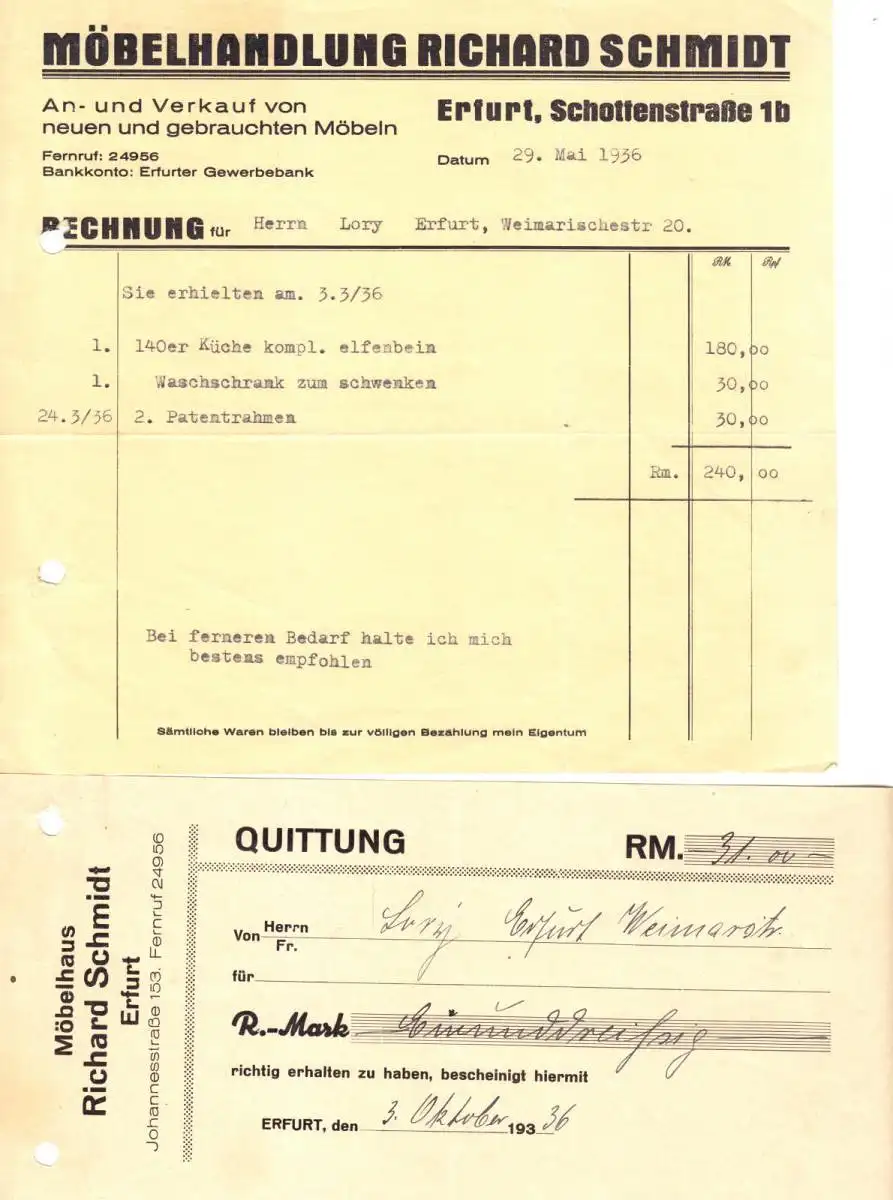 MÖBELHANDLUNG RICHARD SCHMIDT
An- und Verkauf von
neuen und gebrauchten Möbeln
Erfurt, Schottenstraße 1b
Fernruf: 24956
Bankkonto: Erfurter Gewerbebank
Datum 29. Mai 1936
RECHNUNG für Herrn Lory Erfurt, Weimarischestr 20.
RM Rpf
Sie erhielten am. 3.3/36
1. 140er Küche kompl. elfenbein 180,00
1. Waschschrank zum schwenken 30,00
24.3/36 2. Patentrahmen 30,00
Rm. 240, 00
Bei ferneren Bedarf halte ich mich
bestens empfohlen
Sämtliche Waren bleiben bis zur völligen Bezahlung mein Eigentum
Möbelhaus
Richard Schmidt
Erfurt
Johannesstraße 153. Fernruf 24956
QUITTUNG RM. 31.00
Von Herrn Lory Erfurt Weimarstr.
Fr.
für
R.-Mark Einunddreißig
richtig erhalten zu haben, bescheinigt hiermit
ERFURT, den 3. Oktober 193 36